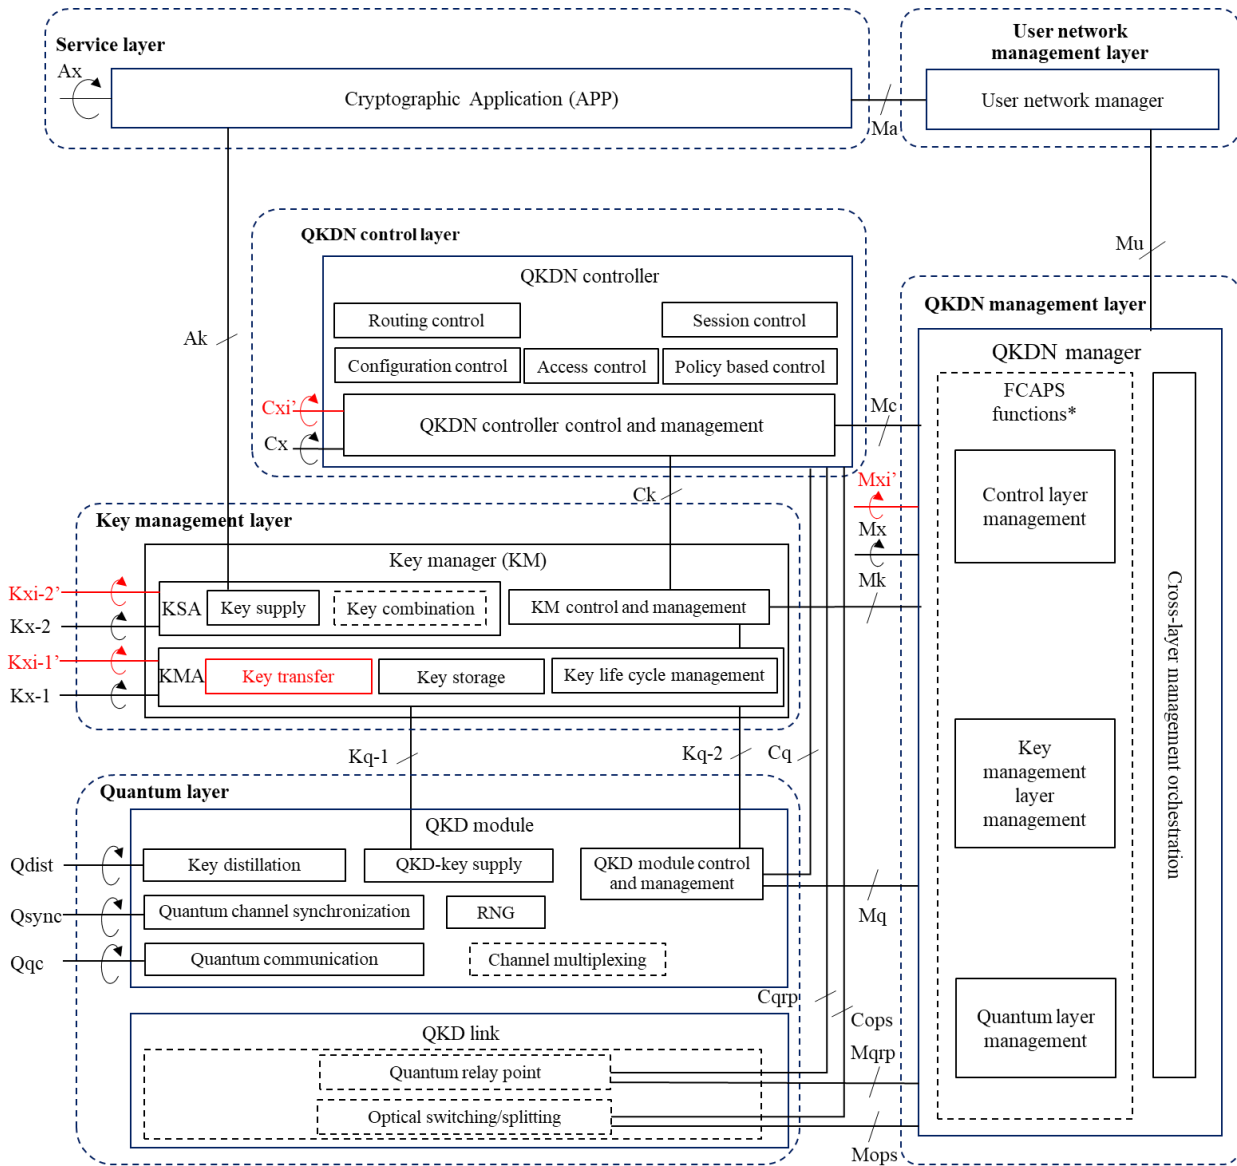 Service layer
Ax
Cryptographic Application (APP)
Ma
User network
management layer
User network manager
Mu
Ak
QKDN control layer
QKDN controller
Routing control
Session control
Configuration control
Access control
Policy based control
Cxi’
Cx
QKDN controller control and management
Mc
Ck
Mxi’
Mx
Mk
QKDN management layer
QKDN manager
FCAPS
functions*
Control layer
management
Key
management
layer
management
Quantum layer
management
Cross-layer management orchestration
Key management layer
Key manager (KM)
Kxi-2’
Kx-2
KSA
Key supply
Key combination
KM control and management
Kxi-1’
Kx-1
KMA
Key transfer
Key storage
Key life cycle management
Kq-1
Kq-2
Cq
Quantum layer
QKD module
Qdist
Key distillation
QKD-key supply
QKD module control
and management
Mq
Qsync
Quantum channel synchronization
RNG
Qqc
Quantum communication
Channel multiplexing
Cqrp
Cops
QKD link
Quantum relay point
Mqrp
Optical switching/splitting
Mops